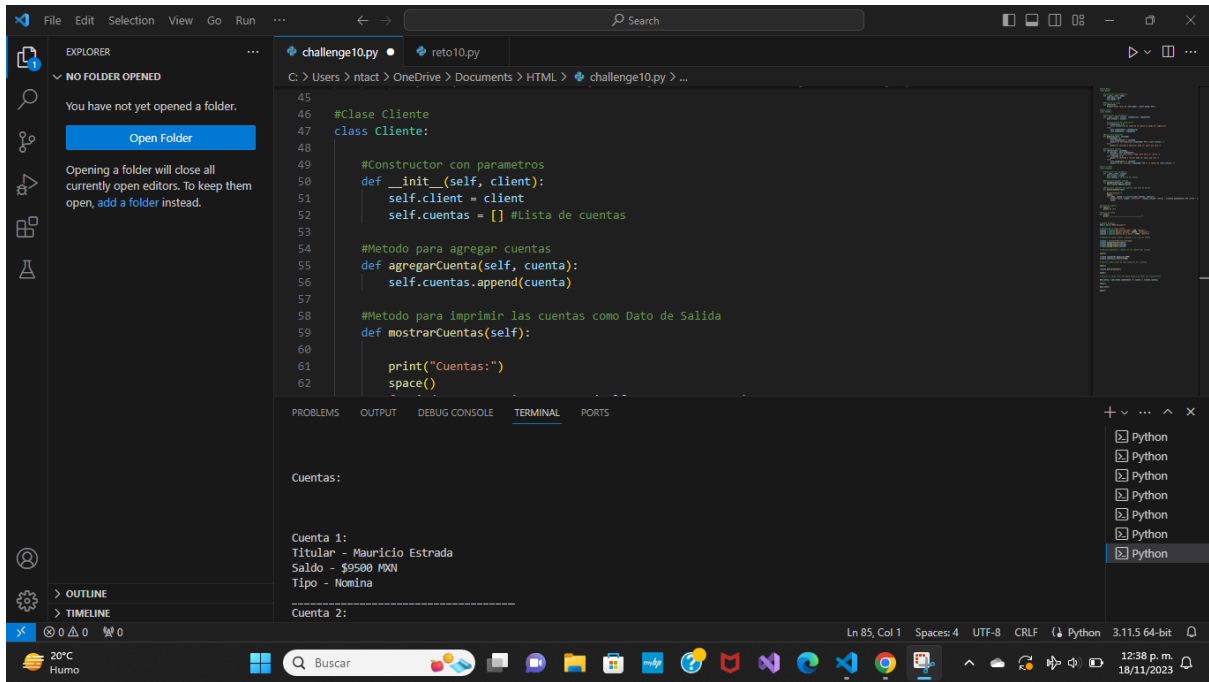 File Edit Selection View Go Run ··· Search
EXPLORER ···
NO FOLDER OPENED
You have not yet opened a folder.
Open Folder
Opening a folder will close all
currently open editors. To keep them
open, add a folder instead.
OUTLINE
TIMELINE
challenge10.py ● reto10.py
C: > Users > ntact > OneDrive > Documents > HTML > challenge10.py > ...
45
46 #Clase Cliente
47 class Cliente:
48
49 #Constructor con parametros
50 def __init__(self, client):
51 self.client = client
52 self.cuentas = [] #Lista de cuentas
53
54 #Metodo para agregar cuentas
55 def agregarCuenta(self, cuenta):
56 self.cuentas.append(cuenta)
57
58 #Metodo para imprimir las cuentas como Dato de Salida
59 def mostrarCuentas(self):
60
61 print("Cuentas:")
62 space()
PROBLEMS OUTPUT DEBUG CONSOLE TERMINAL PORTS
Cuentas:
Cuenta 1:
Titular - Mauricio Estrada
Saldo - $9500 MXN
Tipo - Nomina
____________________________________
Cuenta 2:
Python
Python
Python
Python
Python
Python
Python
1
0 0 0 Ln 85, Col 1 Spaces: 4 UTF-8 CRLF Python 3.11.5 64-bit
20°C
Humo
Buscar
myhp
12:38 p. m.
18/11/2023